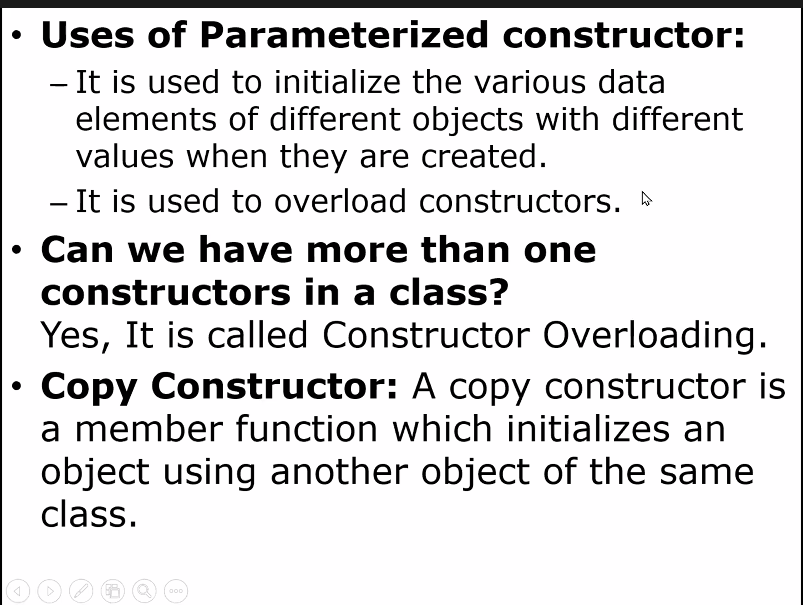 • Uses of Parameterized constructor:
– It is used to initialize the various data
elements of different objects with different
values when they are created.
– It is used to overload constructors.
• Can we have more than one
constructors in a class?
Yes, It is called Constructor Overloading.
• Copy Constructor: A copy constructor is
a member function which initializes an
object using another object of the same
class.